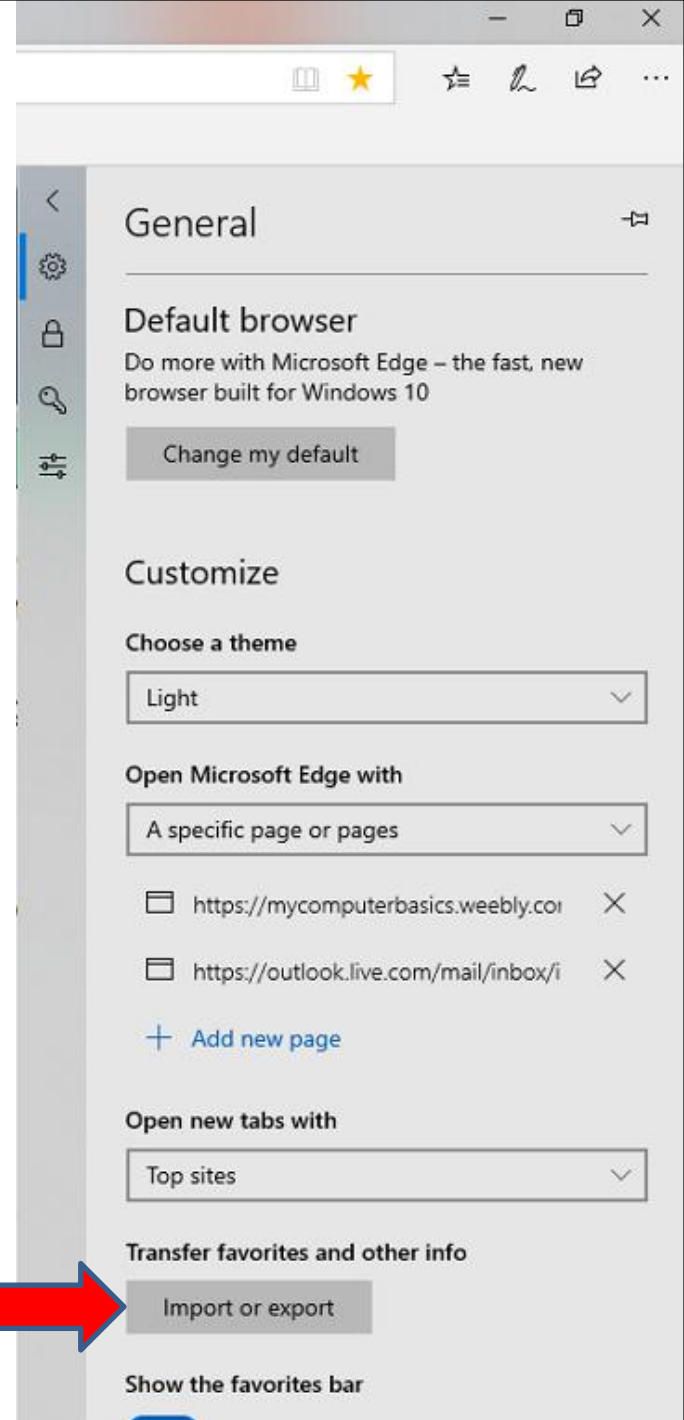 General
Default browser
Do more with Microsoft Edge – the fast, new
browser built for Windows 10
Change my default
Customize
Choose a theme
Light
Open Microsoft Edge with
A specific page or pages
https://mycomputerbasics.weebly.co
https://outlook.live.com/mail/inbox/i
Add new page
Open new tabs with
Top sites
Transfer favorites and other info
Import or export
Show the favorites bar